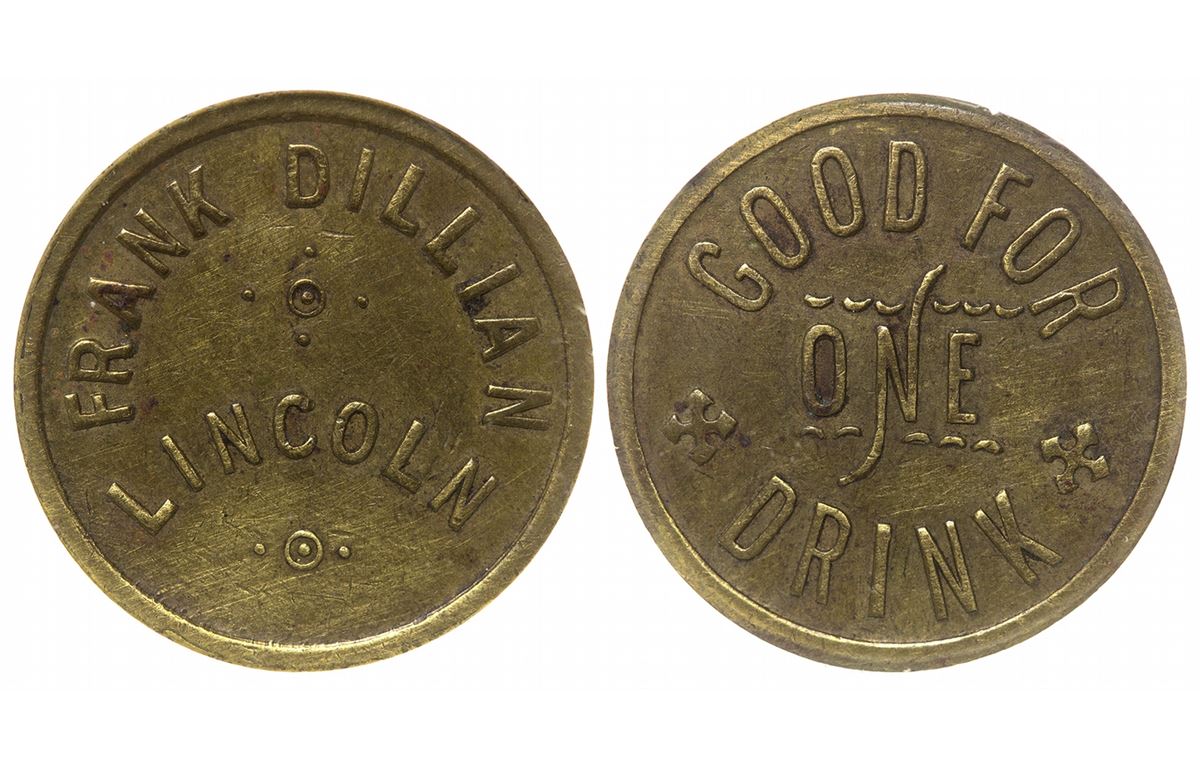 FRANK DILLIAN
LINCOLN
GOOD FOR
ONE
DRINK